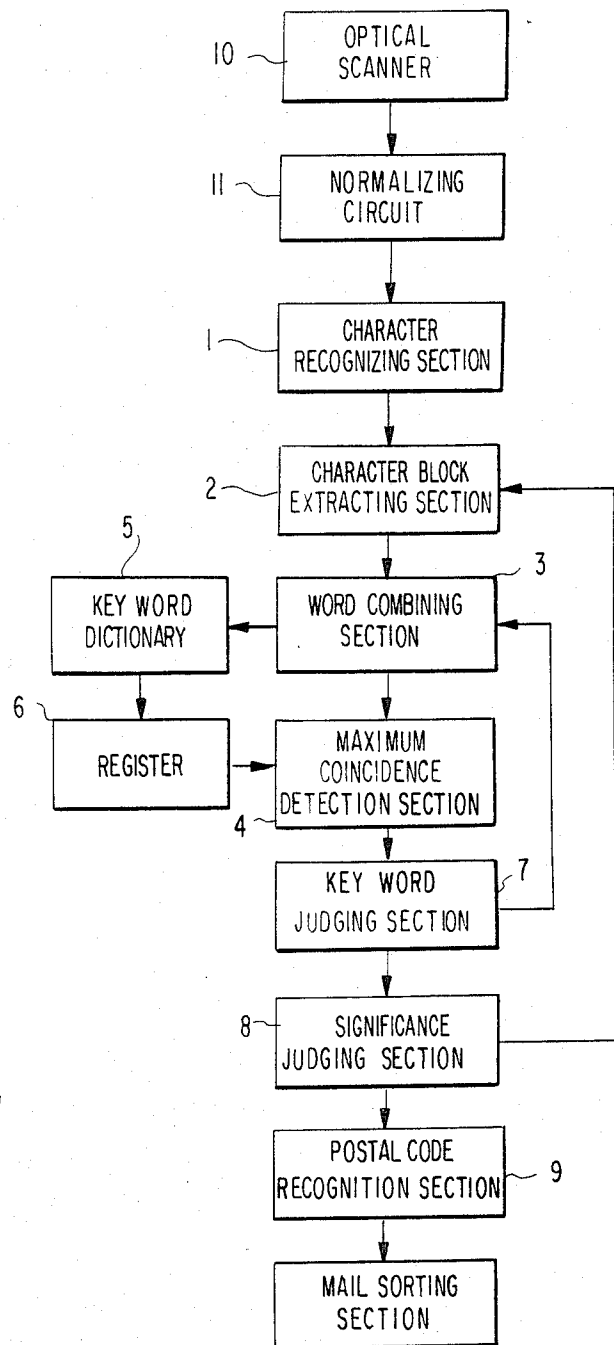 10
OPTICAL
SCANNER
11
NORMALIZING
CIRCUIT
1
CHARACTER
RECOGNIZING SECTION
2
CHARACTER BLOCK
EXTRACTING SECTION
5
KEY WORD
DICTIONARY
3
WORD COMBINING
SECTION
6
REGISTER
MAXIMUM
COINCIDENCE
DETECTION SECTION
4
KEY WORD
JUDGING SECTION
7
8
SIGNIFICANCE
JUDGING SECTION
POSTAL CODE
RECOGNITION SECTION
9
MAIL SORTING
SECTION